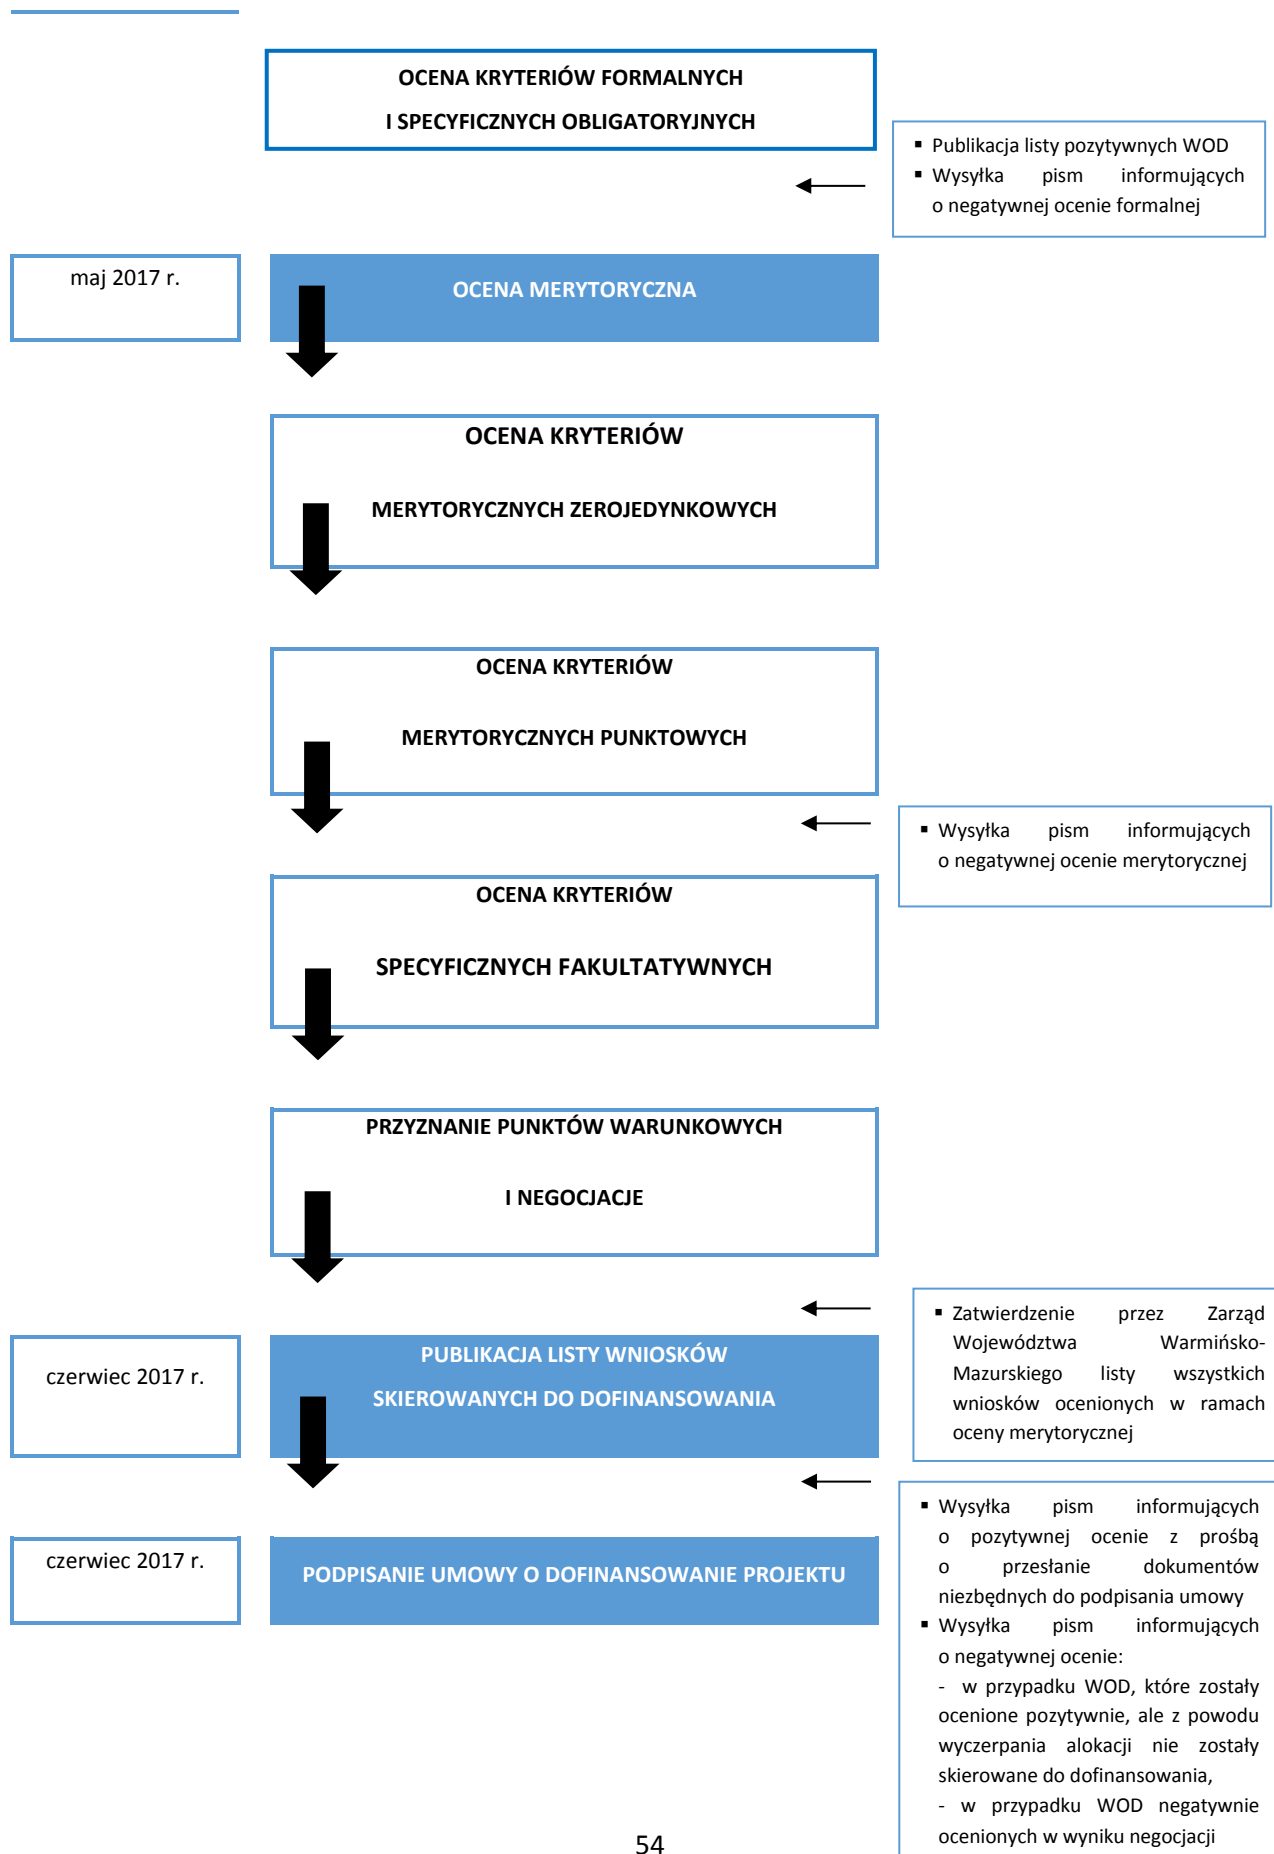 OCENA KRYTERIÓW FORMALNYCH
I SPECYFICZNYCH OBLIGATORYJNYCH
▪ Publikacja listy pozytywnych WOD
▪ Wysyłka pism informujących
o negatywnej ocenie formalnej
maj 2017 r.
OCENA MERYTORYCZNA
OCENA KRYTERIÓW
MERYTORYCZNYCH ZEROJEDYNKOWYCH
OCENA KRYTERIÓW
MERYTORYCZNYCH PUNKTOWYCH
▪ Wysyłka pism informujących
o negatywnej ocenie merytorycznej
OCENA KRYTERIÓW
SPECYFICZNYCH FAKULTATYWNYCH
PRZYZNANIE PUNKTÓW WARUNKOWYCH
I NEGOCJACJE
▪ Zatwierdzenie przez Zarząd
Województwa Warmińsko-
Mazurskiego listy wszystkich
wniosków ocenionych w ramach
oceny merytorycznej
czerwiec 2017 r.
PUBLIKACJA LISTY WNIOSKÓW
SKIEROWANYCH DO DOFINANSOWANIA
czerwiec 2017 r.
PODPISANIE UMOWY O DOFINANSOWANIE PROJEKTU
▪ Wysyłka pism informujących
o pozytywnej ocenie z prośbą
o przesłanie dokumentów
niezbędnych do podpisania umowy
▪ Wysyłka pism informujących
o negatywnej ocenie:
- w przypadku WOD, które zostały
ocenione pozytywnie, ale z powodu
wyczerpania alokacji nie zostały
skierowane do dofinansowania,
- w przypadku WOD negatywnie
ocenionych w wyniku negocjacji
54